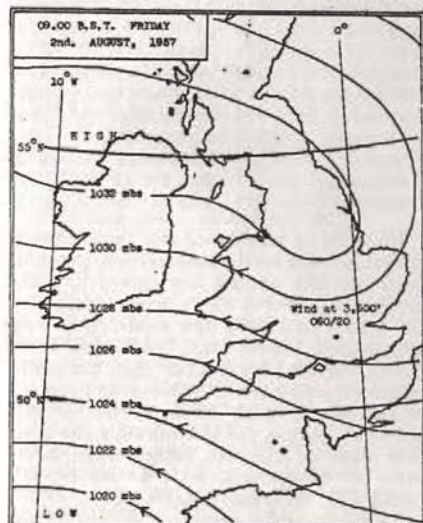 09.00 B.S.T. FRIDAY
2nd. AUGUST, 1957
0°
10°W
HIGH
55°N
1032 mbs
1030 mbs
1028 mbs
Wind at 3,500'
060/20
1026 mbs
50°N
1024 mbs
1022 mbs
1020 mbs
LOW